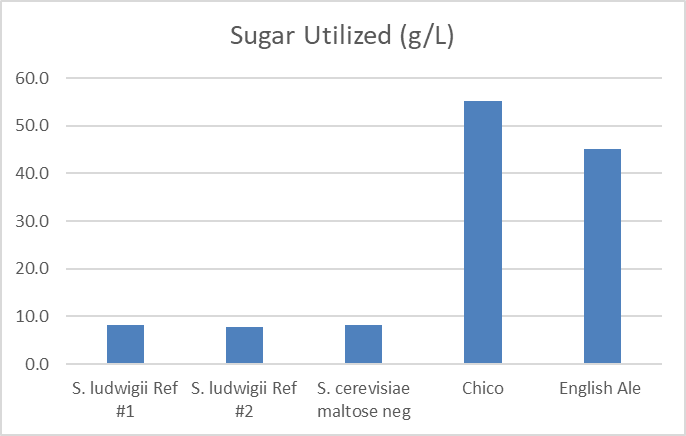 Sugar Utilized (g/L)
60.0
50.0
40.0
30.0
20.0
10.0
0.0
S. ludwigii Ref
#1
S. ludwigii Ref
#2
S. cerevisiae
maltose neg
Chico
English Ale